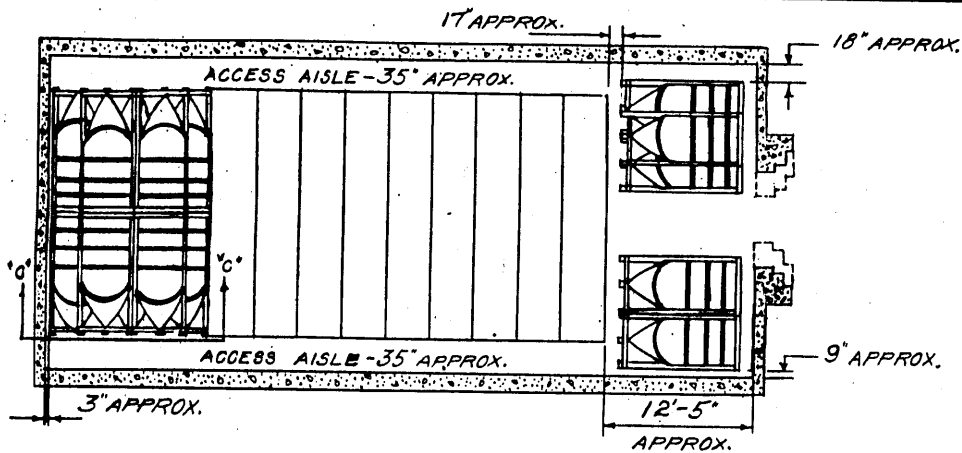 17" APPROX.
18" APPROX.
ACCESS AISLE-35" APPROX.
"C"
"C"
ACCESS AISLE-35" APPROX.
9" APPROX.
3" APPROX.
12'-5"
APPROX.